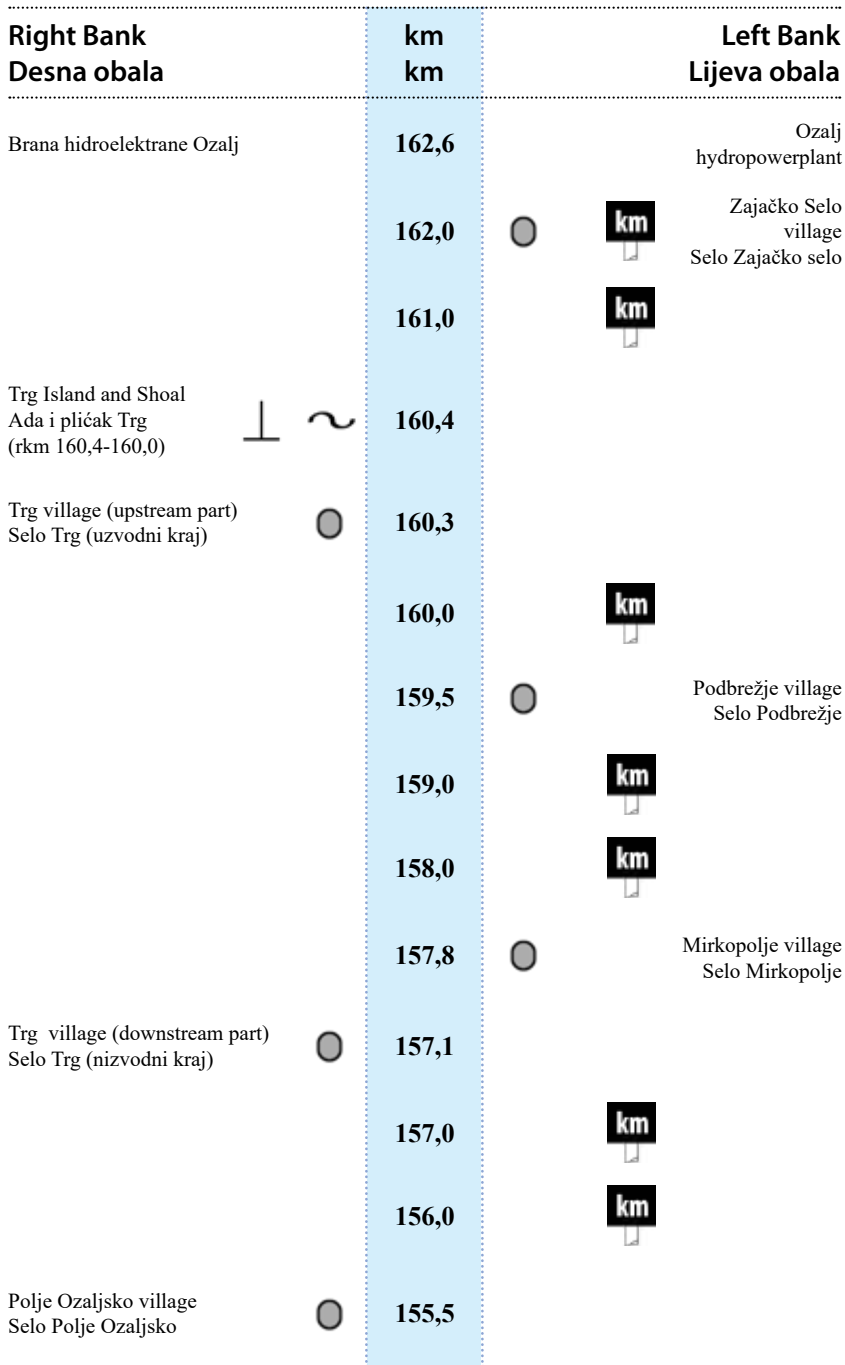 Right Bank km Left Bank
Desna obala km Lijeva obala
Brana hidroelektrane Ozalj 162,6 Ozalj
hydropowerplant
162,0 km Zajačko Selo
village
Selo Zajačko selo
161,0 km
Trg Island and Shoal
Ada i plićak Trg 160,4
(rkm 160,4-160,0)
Trg village (upstream part)
Selo Trg (uzvodni kraj) 160,3
160,0 km
159,5 Podbrežje village
Selo Podbrežje
159,0 km
158,0 km
157,8 Mirkopolje village
Selo Mirkopolje
Trg village (downstream part)
Selo Trg (nizvodni kraj) 157,1
157,0 km
156,0 km
Polje Ozaljsko village
Selo Polje Ozaljsko 155,5